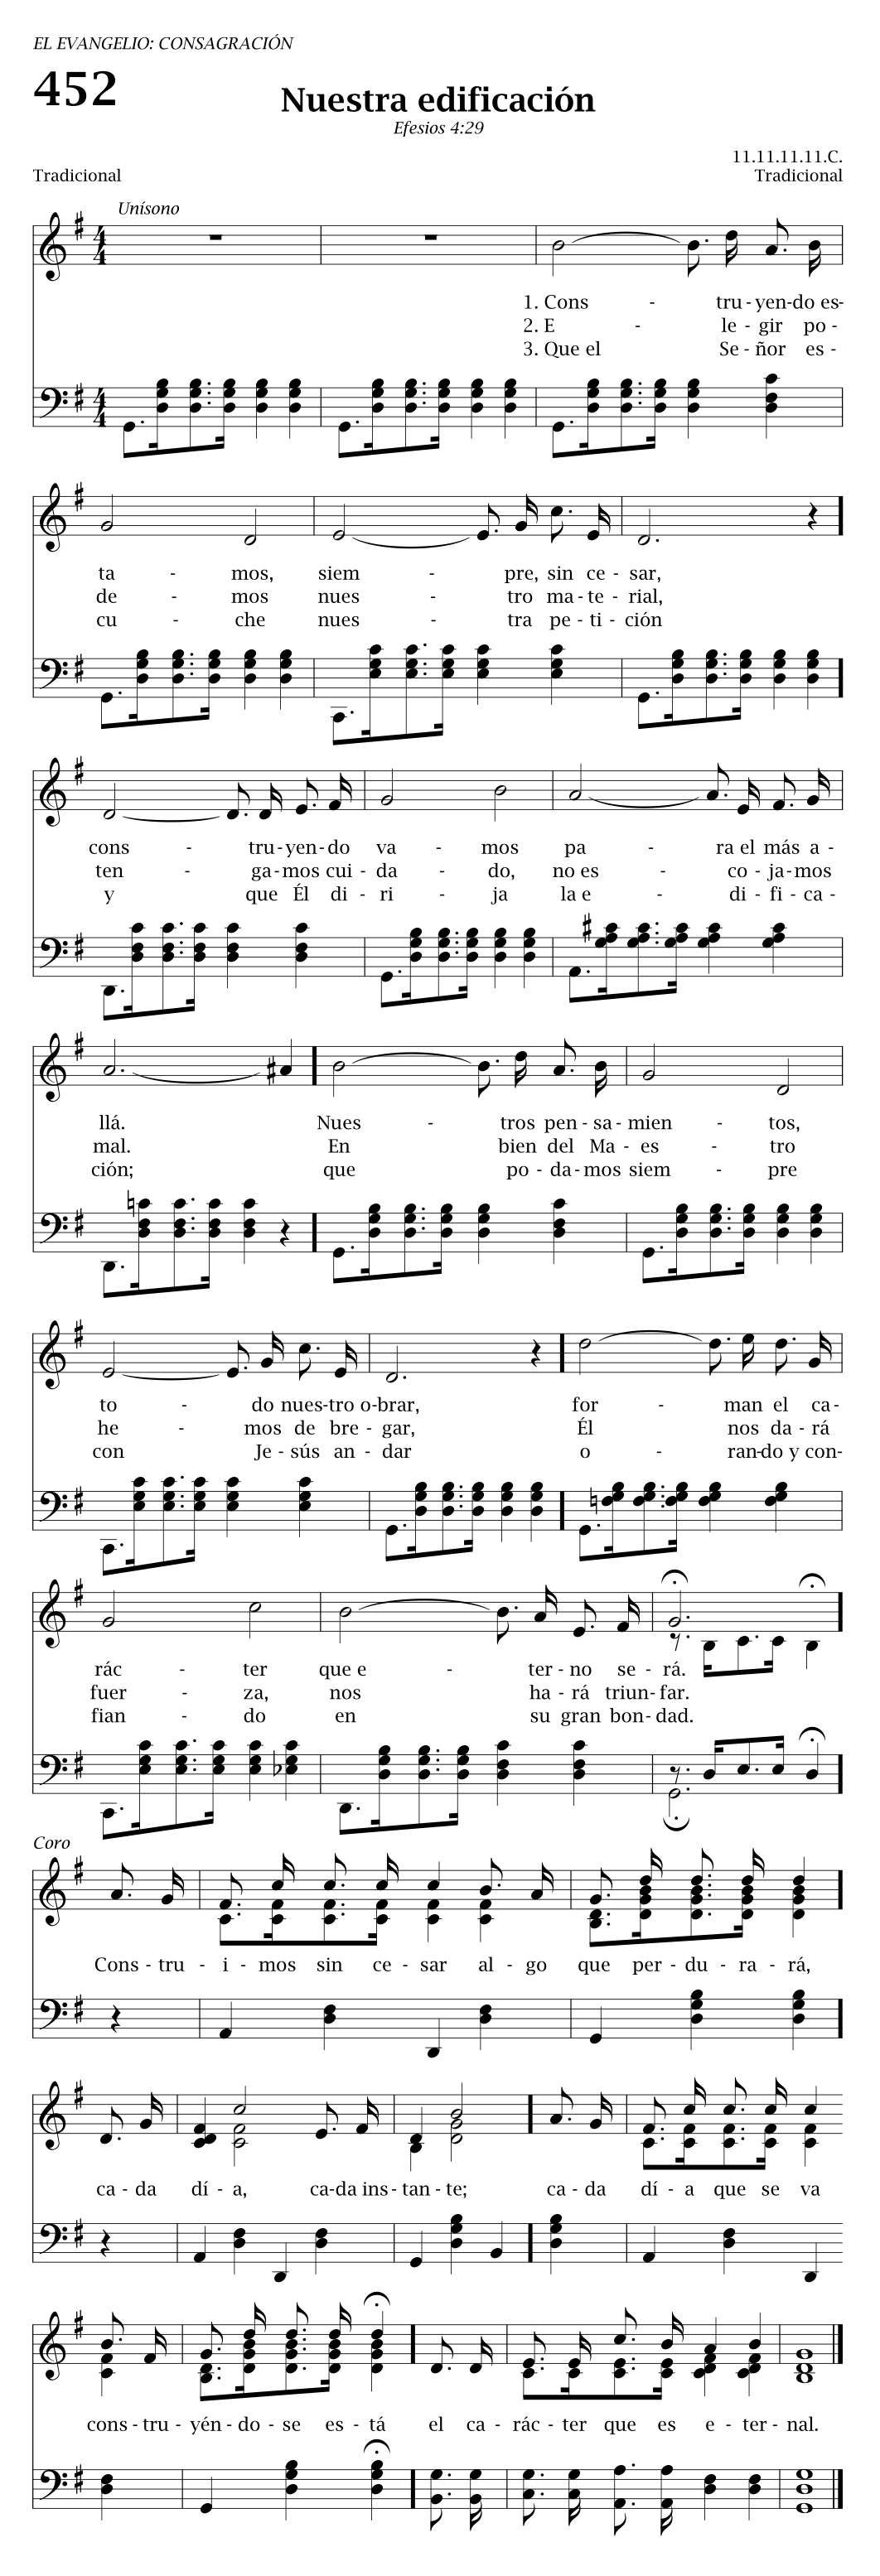 EL EVANGELIO: CONSAGRACIÓN
452
Nuestra edificación
Efesios 4:29
11.11.11.11.C.
Tradicional Tradicional
Unísono
1. Cons - tru - yen-do es-
2. E - le - gir po -
3. Que el Se - ñor es -
ta - mos, siem - pre, sin ce - sar,
de - mos nues - tro ma - te - rial,
cu - che nues - tra pe - ti - ción
cons - tru - yen - do va - mos pa - ra el más a -
ten - ga - mos cui - da - do, no es - co - ja - mos
y que Él di - ri - ja la e - di - fi - ca -
llá. Nues - tros pen - sa - mien - tos,
mal. En bien del Ma - es - tro
ción; que po - da - mos siem - pre
to - do nues-tro o-brar, for - man el ca -
he - mos de bre - gar, Él nos da - rá
con Je - sús an - dar o - ran-do y con-
rác - ter que e - ter - no se - rá.
fuer - za, nos ha - rá triun- far.
fian - do en su gran bon - dad.
Coro
Cons - tru - i - mos sin ce - sar al - go que per - du - ra - rá,
ca - da dí - a, ca-da ins - tan - te; ca - da dí - a que se va
cons - tru - yén - do - se es - tá el ca - rác - ter que es e - ter - nal.